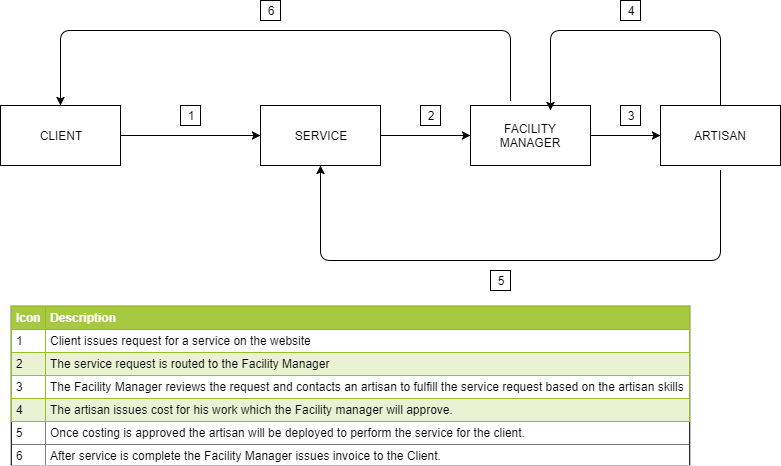 6
4
1
2
3
CLIENT
SERVICE
FACILITY
MANAGER
ARTISAN
5
Icon Description
1 Client issues request for a service on the website
2 The service request is routed to the Facility Manager
3 The Facility Manager reviews the request and contacts an artisan to fulfill the service request based on the artisan skills
4 The artisan issues cost for his work which the Facility manager will approve.
5 Once costing is approved the artisan will be deployed to perform the service for the client.
6 After service is complete the Facility Manager issues invoice to the Client.